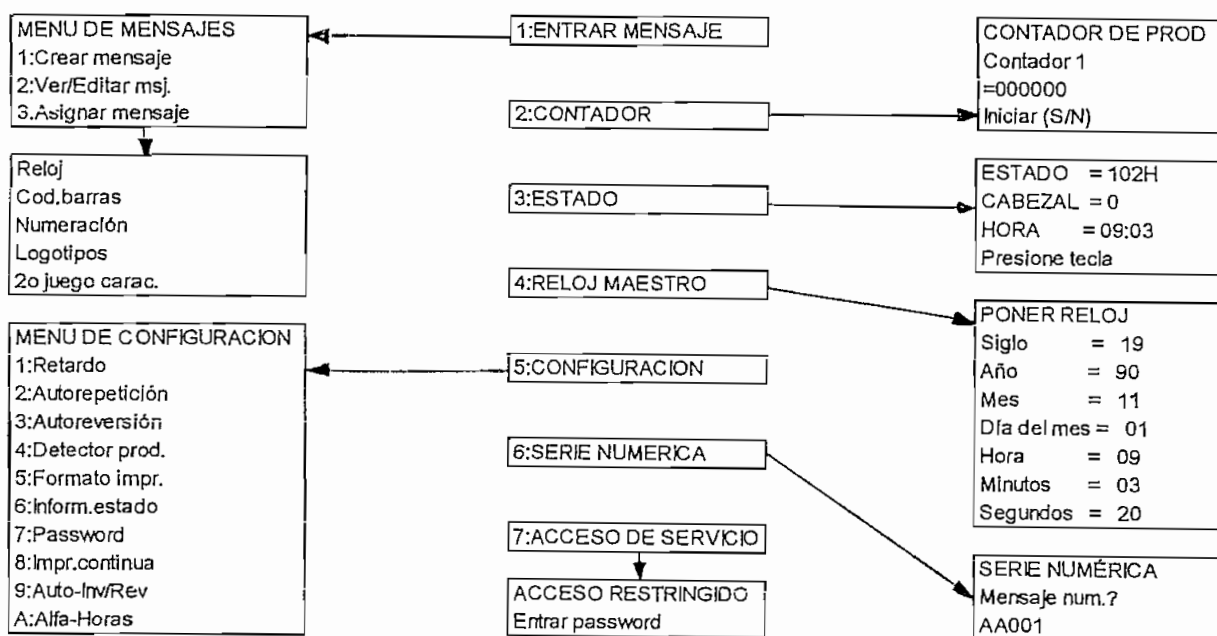 MENU DE MENSAJES
1:Crear mensaje
2:Ver/Editar msj.
3.Asignar mensaje
Reloj
Cod.barras
Numeración
Logotipos
2o juego carac.
MENU DE CONFIGURACION
1:Retardo
2:Autorepetición
3:Autoreversión
4:Detector prod.
5:Formato impr.
6:Inform.estado
7:Password
8:Impr.continua
9:Auto-Inv/Rev
A:Alfa-Horas
1:ENTRAR MENSAJE
2:CONTADOR
3:ESTADO
4:RELOJ MAESTRO
5:CONFIGURACION
6:SERIE NUMERICA
7:ACCESO DE SERVICIO
ACCESO RESTRINGIDO
Entrar password
CONTADOR DE PROD
Contador 1
=000000
Iniciar (S/N)
ESTADO = 102H
CABEZAL = 0
HORA = 09:03
Presione tecla
PONER RELOJ
Siglo = 19
Año = 90
Mes = 11
Día del mes = 01
Hora = 09
Minutos = 03
Segundos = 20
SERIE NUMÉRICA
Mensaje num.?
AA001